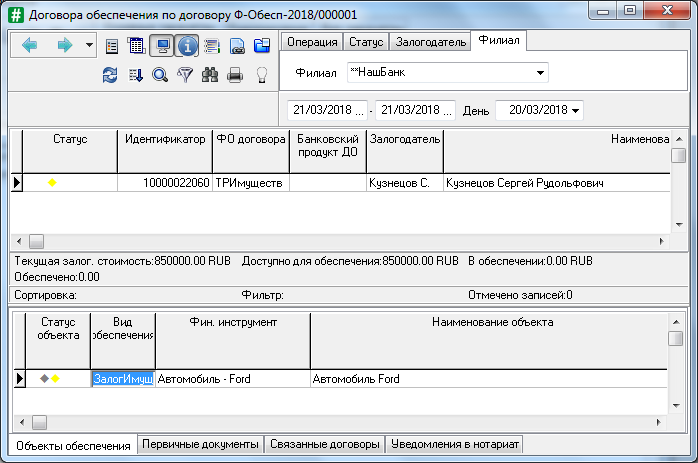 Договора обеспечения по договору Ф-Обесп-2018/000001
Операция Статус Залогодатель Филиал
Филиал **НашБанк
21/03/2018 ... - 21/03/2018 ... День 20/03/2018
Статус Идентификатор ФО договора Банковский продукт ДО Залогодатель Наименова
10000022060 ТРИмуществ Кузнецов С. Кузнецов Сергей Рудольфович
Текущая залог. стоимость:850000.00 RUB Доступно для обеспечения:850000.00 RUB В обеспечении:0.00 RUB
Обеспечено:0.00
Сортировка: Фильтр: Отмечено записей:0
Статус объекта Вид обеспечения Фин. инструмент Наименование объекта
ЗалогИмущ Автомобиль - Ford Автомобиль Ford
Объекты обеспечения Первичные документы Связанные договоры Уведомления в нотариат